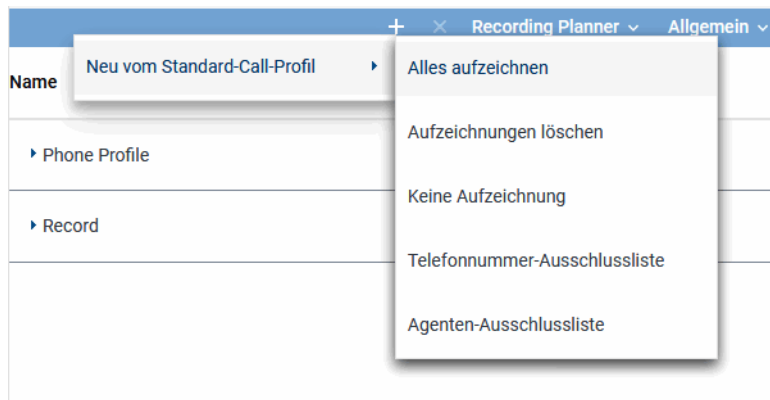 Recording Planner
Allgemein
Name
Neu vom Standard-Call-Profil
Alles aufzeichnen
Aufzeichnungen löschen
Phone Profile
Keine Aufzeichnung
Record
Telefonnummer-Ausschlussliste
Agenten-Ausschlussliste